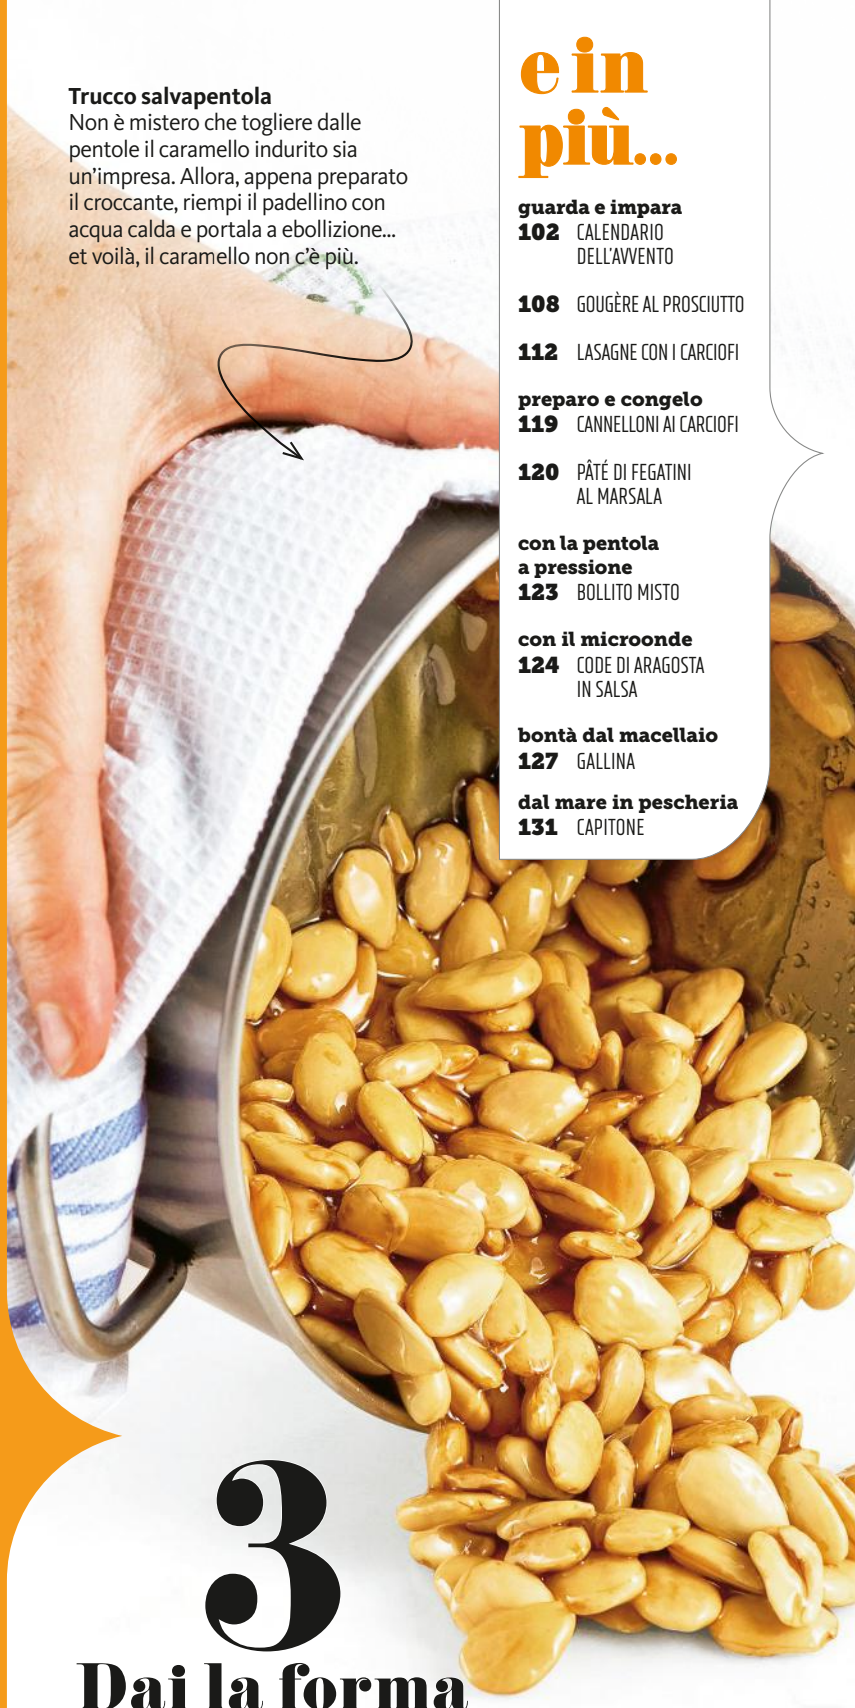 Trucco salvapentola
Non è mistero che togliere dalle
pentole il caramello indurito sia
un'impresa. Allora, appena preparato
il croccante, riempi il padellino con
acqua calda e portala a ebollizione...
et voilà, il caramello non c'è più.
e in
più...
guarda e impara
102 CALENDARIO
DELL'AVVENTO
108 GOUGÈRE AL PROSCIUTTO
112 LASAGNE CON I CARCIOFI
preparo e congelo
119 CANNELLONI AI CARCIOFI
120 PÂTÉ DI FEGATINI
AL MARSALA
con la pentola
a pressione
123 BOLLITO MISTO
con il microonde
124 CODE DI ARAGOSTA
IN SALSA
bontà dal macellaio
127 GALLINA
dal mare in pescheria
131 CAPITONE
3
Dai la forma